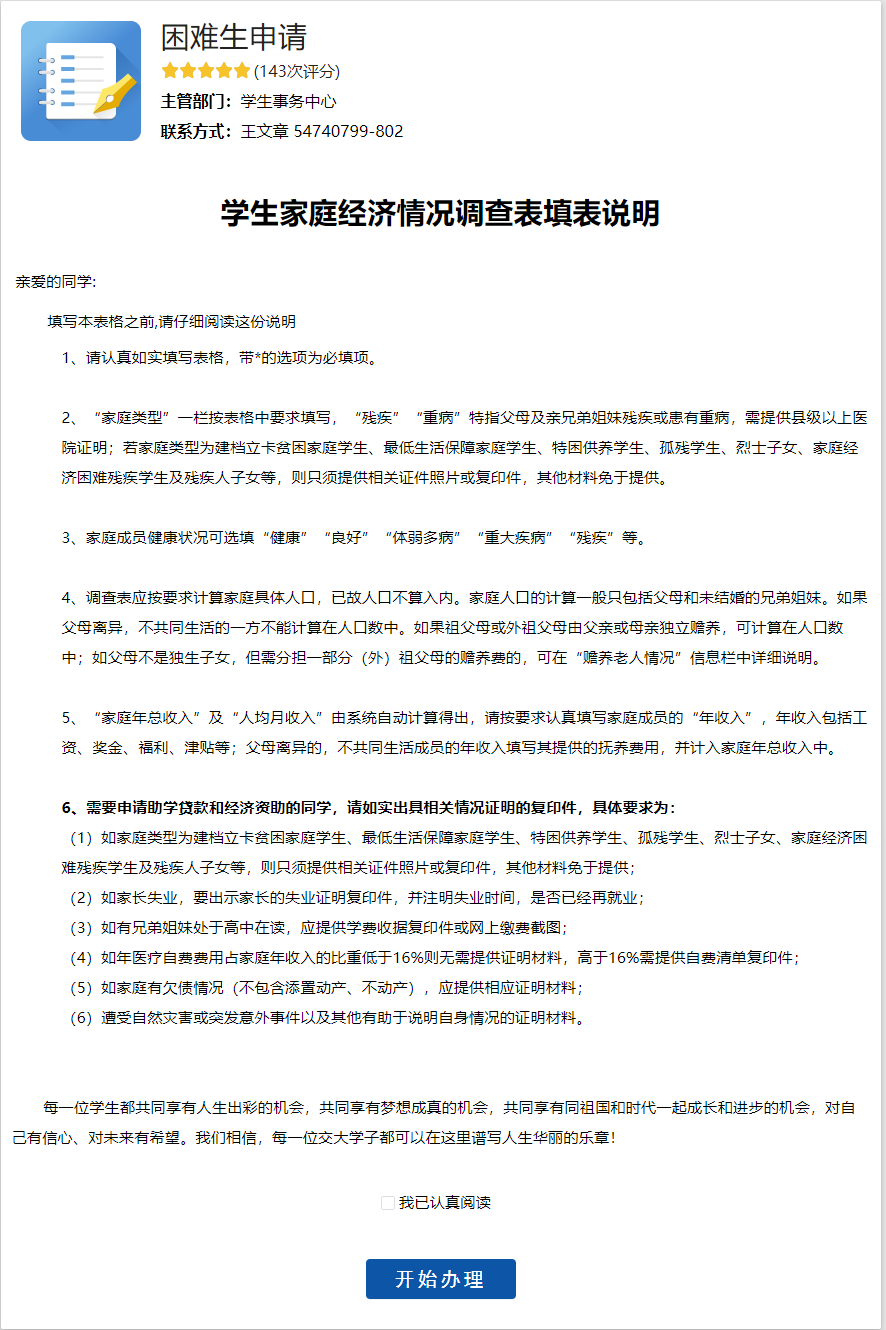 困难生申请
(143次评分)
主管部门：学生事务中心
联系方式：王文章 54740799-802
学生家庭经济情况调查表填表说明
亲爱的同学:
填写本表格之前,请仔细阅读这份说明
1、请认真如实填写表格，带*的选项为必填项。
2、“家庭类型”一栏按表格中要求填写，“残疾”“重病”特指父母及亲兄弟姐妹残疾或患有重病，需提供县级以上医
院证明；若家庭类型为建档立卡贫困家庭学生、最低生活保障家庭学生、特困供养学生、孤残学生、烈士子女、家庭经
济困难残疾学生及残疾人子女等，则只须提供相关证件照片或复印件，其他材料免于提供。
3、家庭成员健康状况可选填“健康”“良好”“体弱多病”“重大疾病”“残疾”等。
4、调查表应按要求计算家庭具体人口，已故人口不算入内。家庭人口的计算一般只包括父母和未结婚的兄弟姐妹。如果
父母离异，不共同生活的一方不能计算在人口数中。如果祖父母或外祖父母由父亲或母亲独立赡养，可计算在人口数
中；如父母不是独生子女，但需分担一部分（外）祖父母的赡养费的，可在“赡养老人情况”信息栏中详细说明。
5、“家庭年总收入”及“人均月收入”由系统自动计算得出，请按要求认真填写家庭成员的“年收入”，年收入包括工
资、奖金、福利、津贴等；父母离异的，不共同生活成员的年收入填写其提供的抚养费用，并计入家庭年总收入中。
6、需要申请助学贷款和经济资助的同学，请如实出具相关情况证明的复印件，具体要求为：
（1）如家庭类型为建档立卡贫困家庭学生、最低生活保障家庭学生、特困供养学生、孤残学生、烈士子女、家庭经济困
难残疾学生及残疾人子女等，则只须提供相关证件照片或复印件，其他材料免于提供；
（2）如家长失业，要出示家长的失业证明复印件，并注明失业时间，是否已经再就业；
（3）如有兄弟姐妹处于高中在读，应提供学费收据复印件或网上缴费截图；
（4）如年医疗自费费用占家庭年收入的比重低于16%则无需提供证明材料，高于16%需提供自费清单复印件；
（5）如家庭有欠债情况（不包含添置动产、不动产），应提供相应证明材料；
（6）遭受自然灾害或突发意外事件以及其他有助于说明自身情况的证明材料。
每一位学生都共同享有人生出彩的机会，共同享有梦想成真的机会，共同享有同祖国和时代一起成长和进步的机会，对自
己有信心、对未来有希望。我们相信，每一位交大学子都可以在这里谱写人生华丽的乐章！
我已认真阅读
开始办理